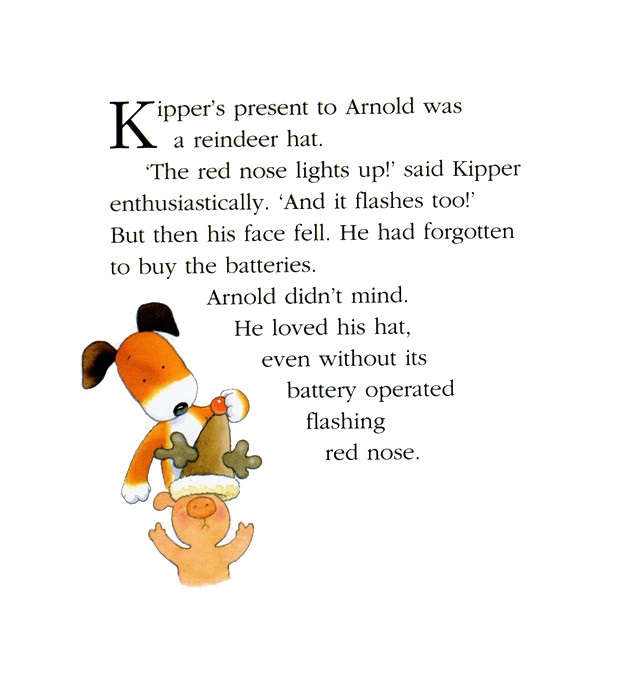 Kipper’s present to Arnold was
a reindeer hat.
‘The red nose lights up!’ said Kipper
enthusiastically. ‘And it flashes too!’
But then his face fell. He had forgotten
to buy the batteries.
Arnold didn’t mind.
He loved his hat,
even without its
battery operated
flashing
red nose.